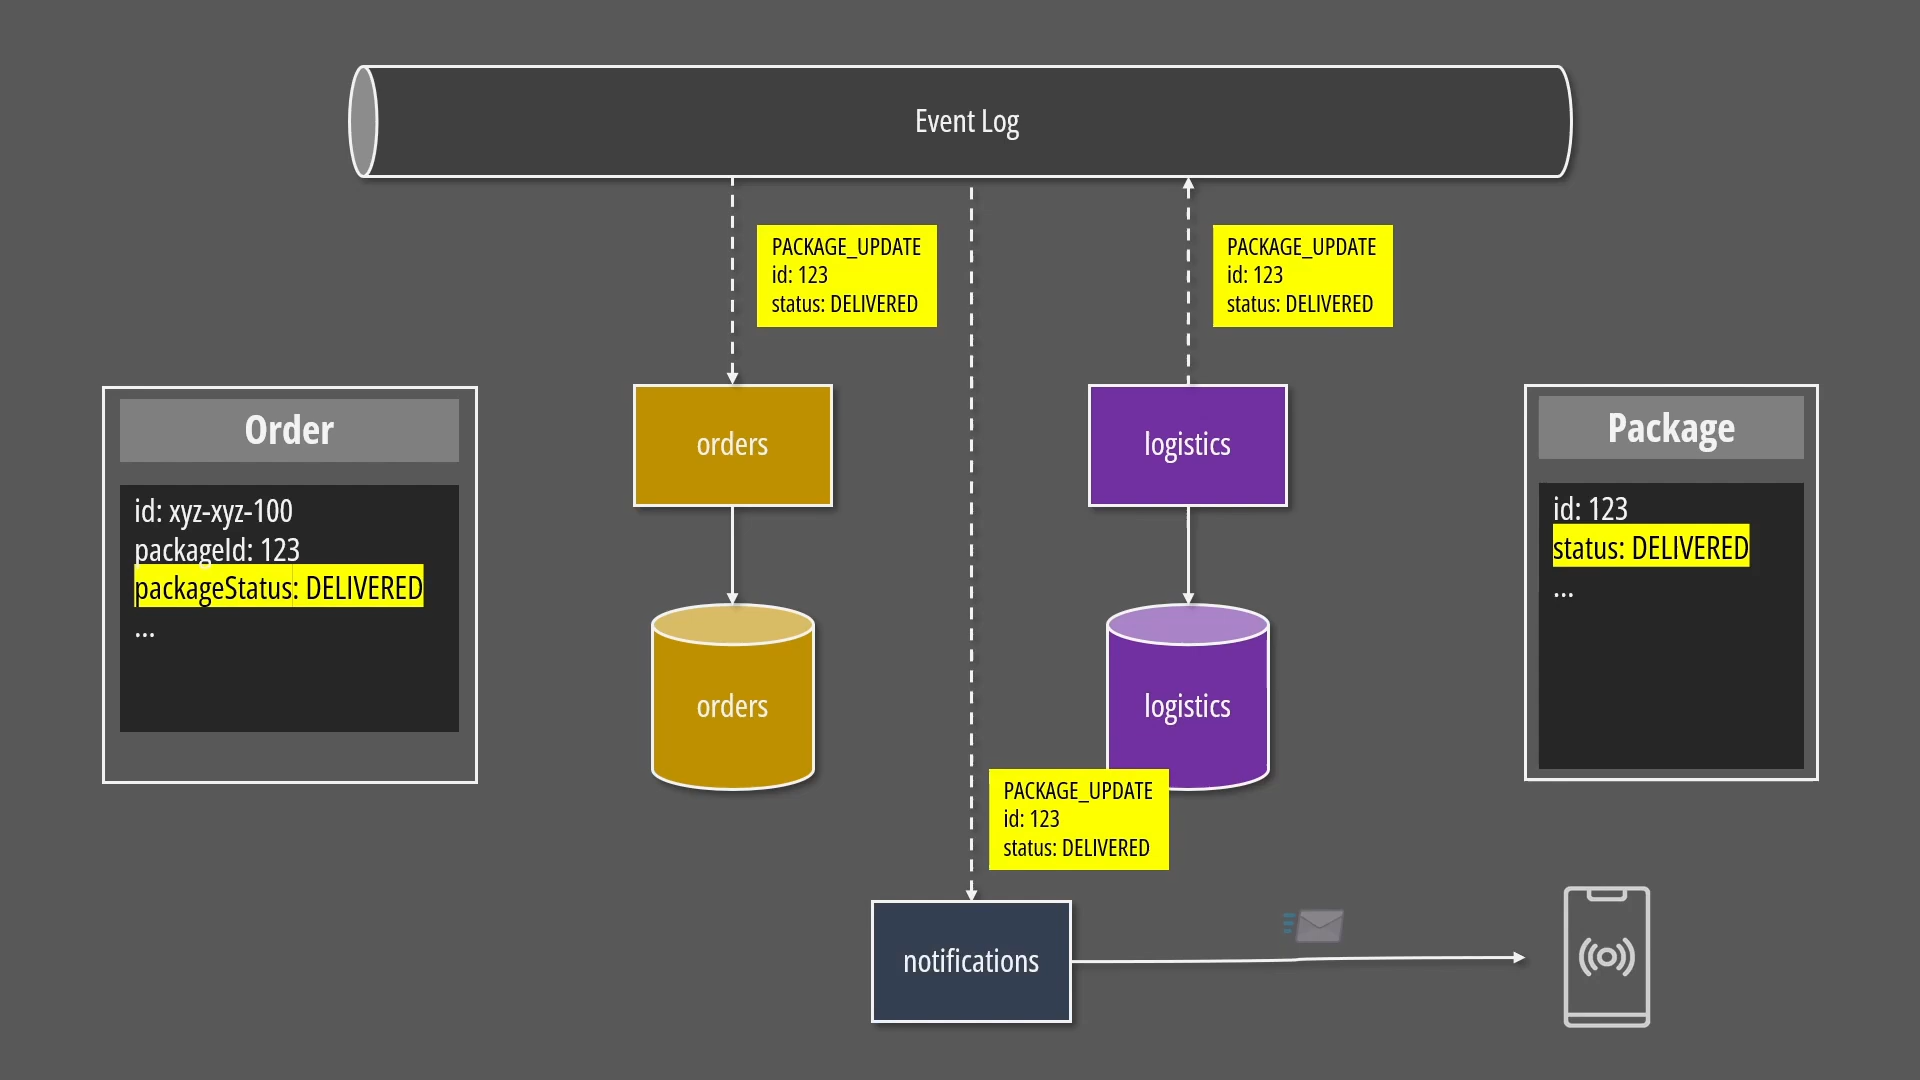 Event Log
PACKAGE_UPDATE
id: 123
status: DELIVERED
PACKAGE_UPDATE
id: 123
status: DELIVERED
Order
id: xyz-xyz-100
packageId: 123
packageStatus: DELIVERED
...
orders
logistics
Package
id: 123
status: DELIVERED
...
orders
logistics
PACKAGE_UPDATE
id: 123
status: DELIVERED
notifications